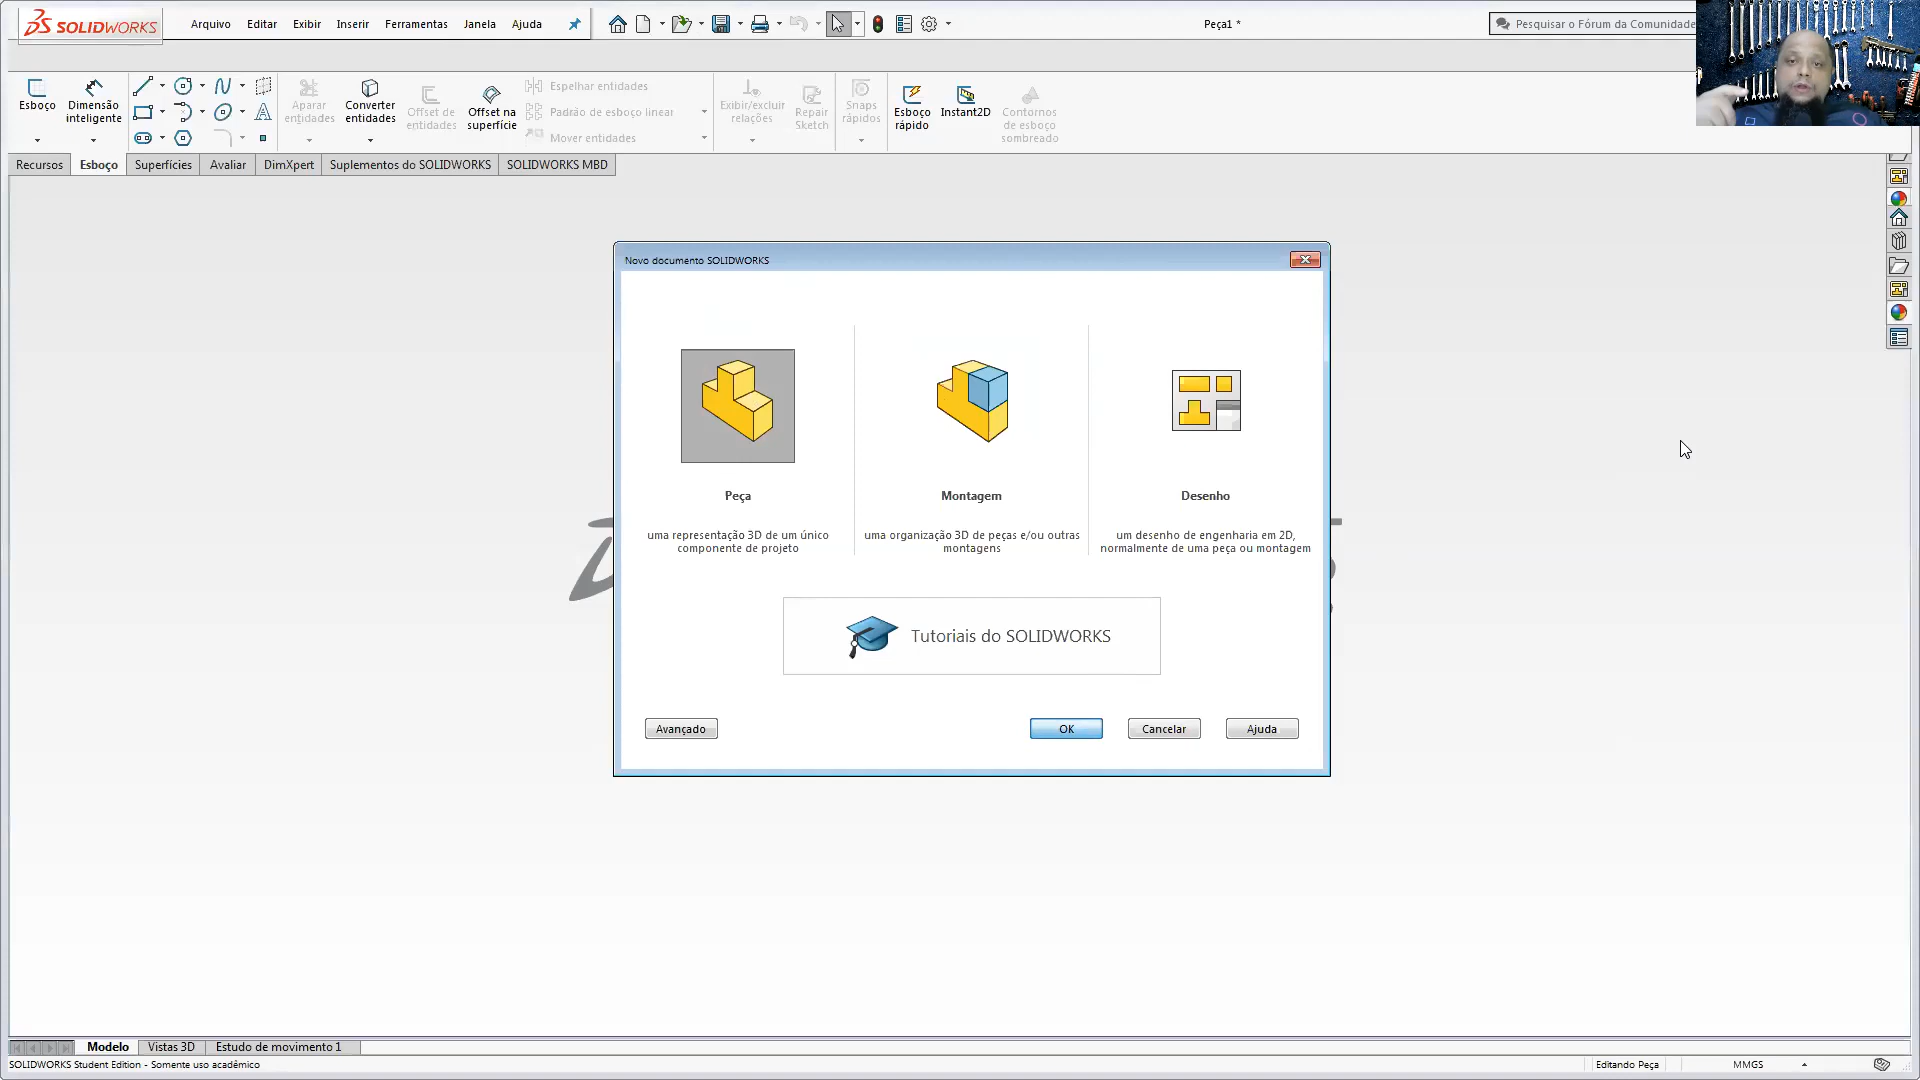 SOLIDWORKS
Arquivo Editar Exibir Inserir Ferramentas Janela Ajuda
Peça1 *
Pesquisar o Fórum da Comunidade
Esboço
Dimensão
inteligente
Aparar
entidades
Converter
entidades
Offset de
entidades
Offset na
superfície
Espelhar entidades
Padrão de esboço linear
Mover entidades
Exibir/excluir
relações
Repair
Sketch
Snaps
rápidos
Esboço
rápido
Instant2D
Contornos
de esboço
sombreado
Recursos Esboço Superfícies Avaliar DimXpert Suplementos do SOLIDWORKS SOLIDWORKS MBD
Novo documento SOLIDWORKS
Peça
uma representação 3D de um único
componente de projeto
Montagem
uma organização 3D de peças e/ou outras
montagens
Desenho
um desenho de engenharia em 2D,
normalmente de uma peça ou montagem
Tutoriais do SOLIDWORKS
Avançado OK Cancelar Ajuda
Modelo Vistas 3D Estudo de movimento 1
SOLIDWORKS Student Edition - Somente uso acadêmico
Editando Peça MMGS